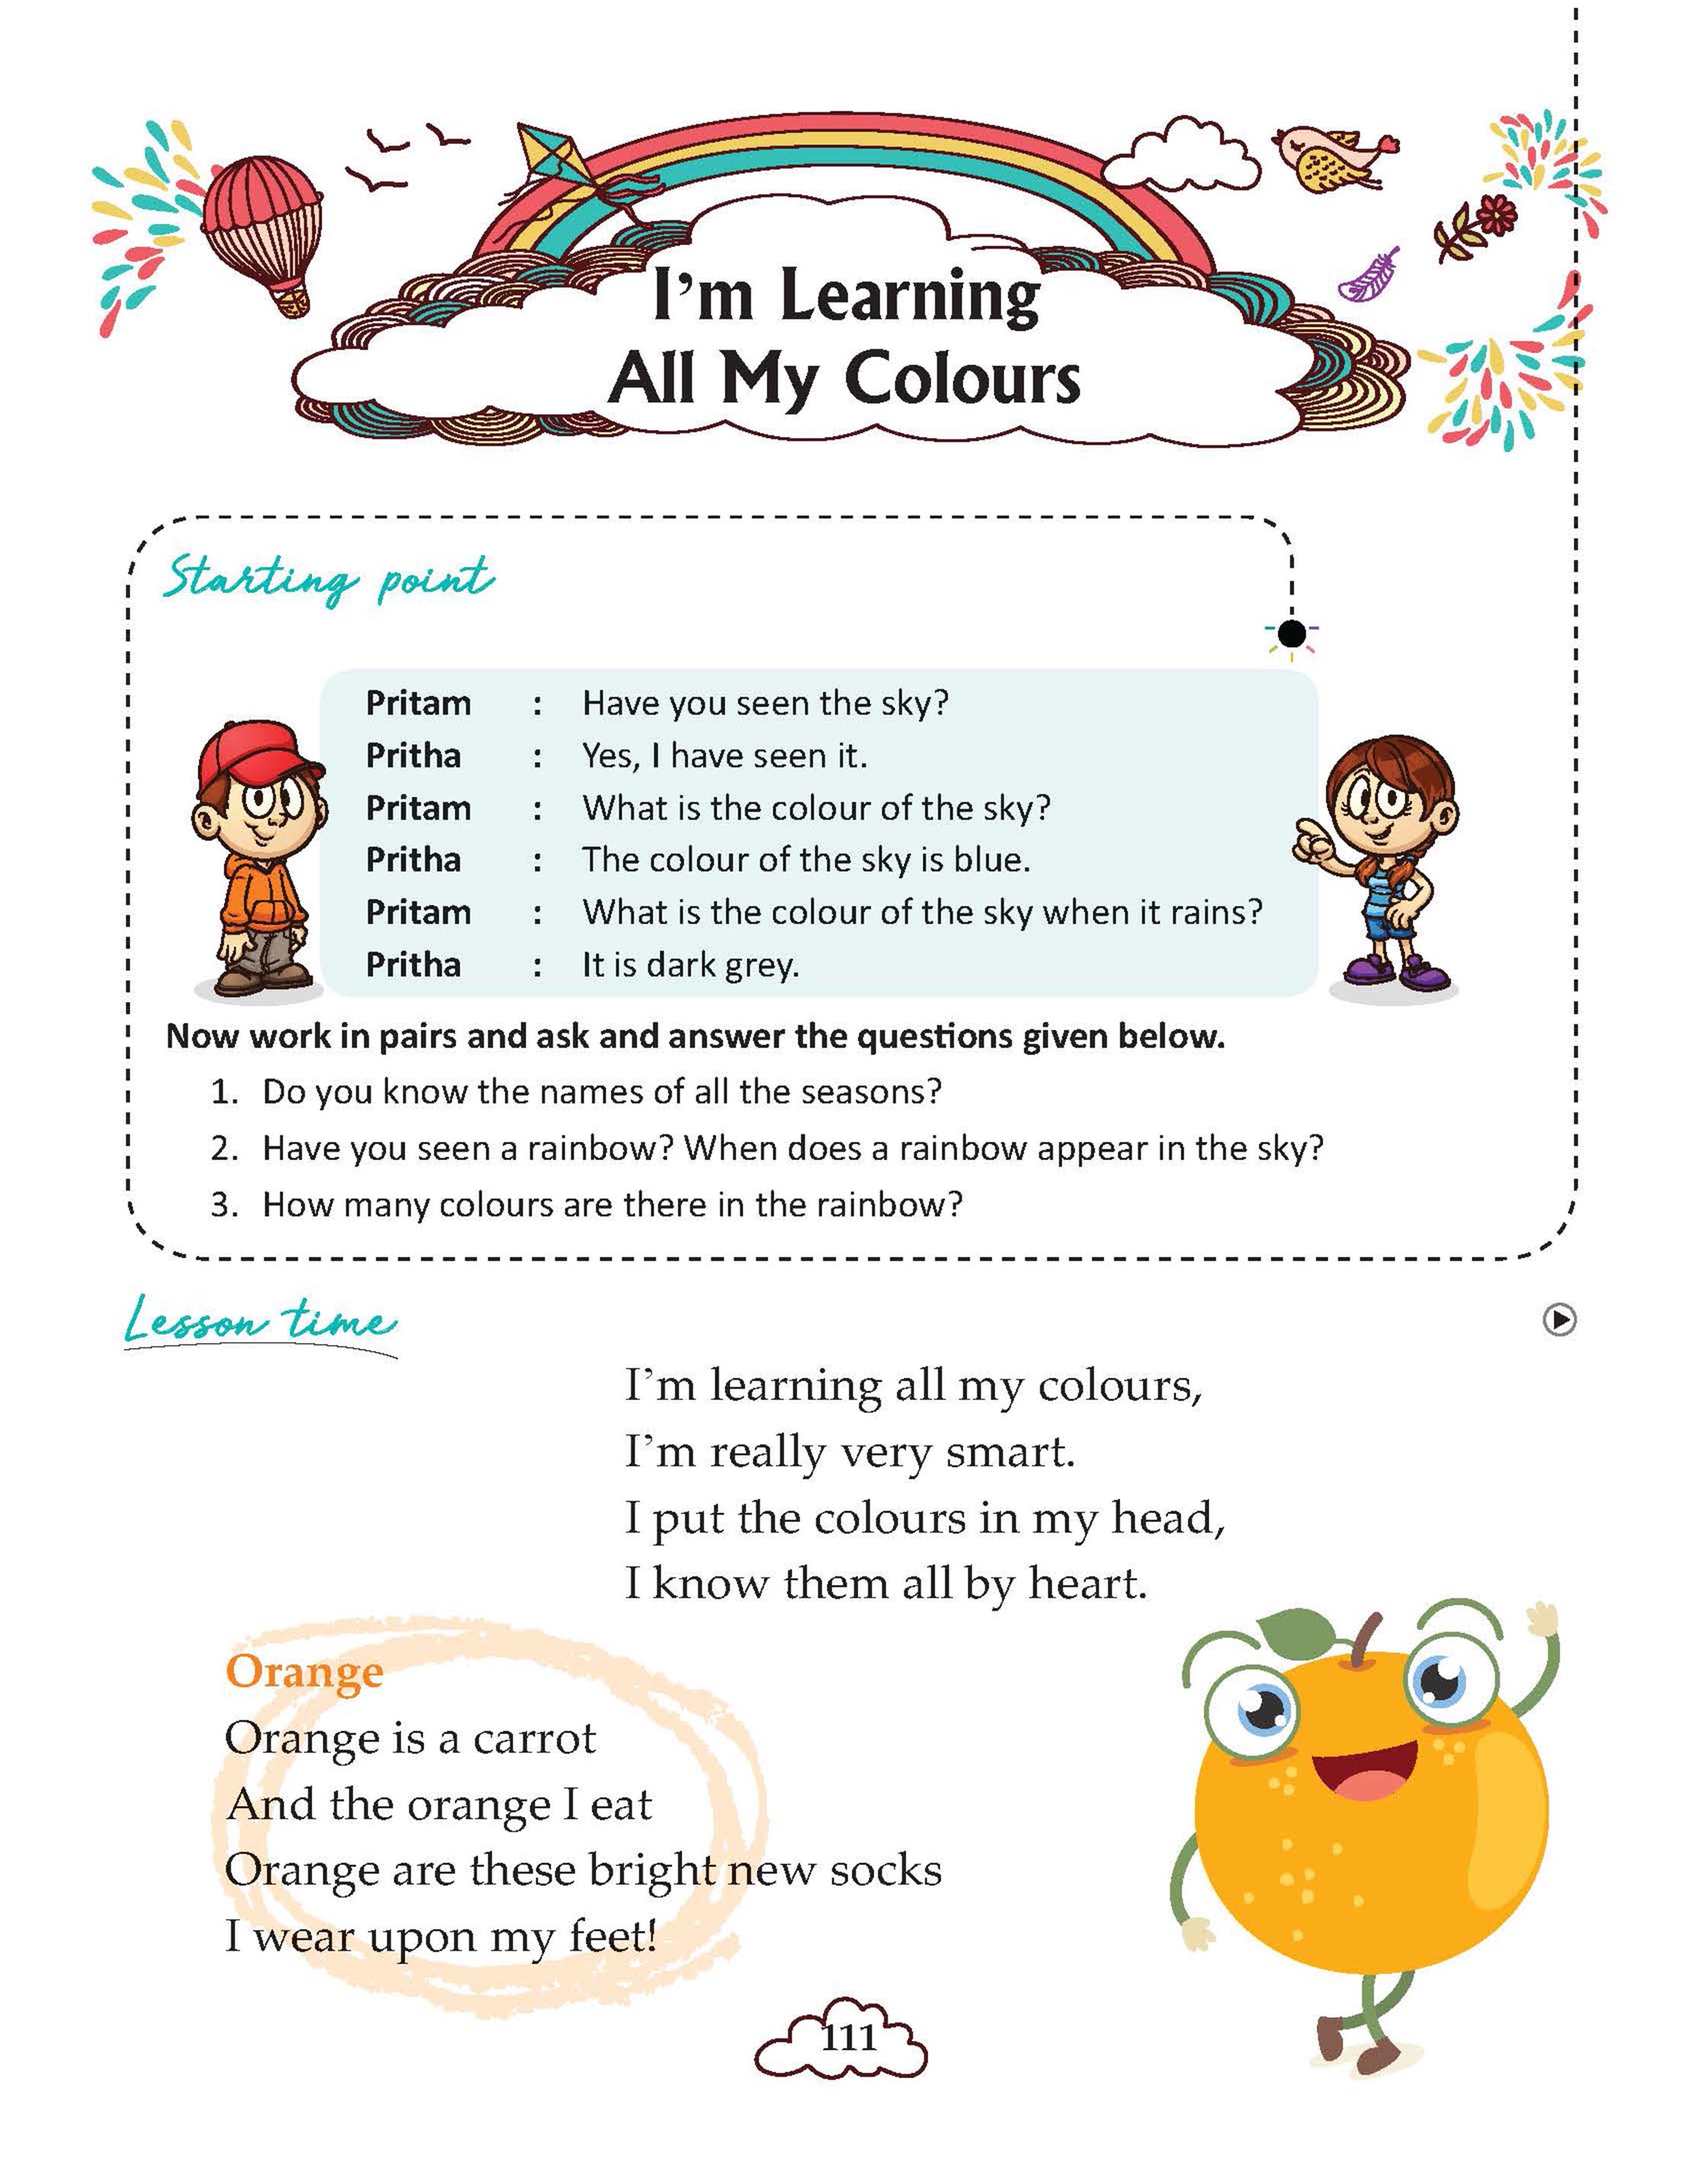 I'm Learning
All My Colours
Starting point
Pritam : Have you seen the sky?
Pritha : Yes, I have seen it.
Pritam : What is the colour of the sky?
Pritha : The colour of the sky is blue.
Pritam : What is the colour of the sky when it rains?
Pritha : It is dark grey.
Now work in pairs and ask and answer the questions given below.
1. Do you know the names of all the seasons?
2. Have you seen a rainbow? When does a rainbow appear in the sky?
3. How many colours are there in the rainbow?
Lesson time
I'm learning all my colours,
I'm really very smart.
I put the colours in my head,
I know them all by heart.
Orange
Orange is a carrot
And the orange I eat
Orange are these bright new socks
I wear upon my feet!
111